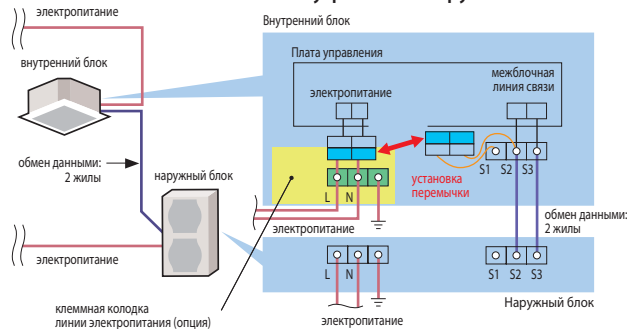 электропитание
внутренний блок
обмен данными:
2 жилы
наружный блок
электропитание
клеммная колодка
линии электропитания (опция)
Внутренний блок
Плата управления
электропитание
межблочная
линия связи
S1 S2 S3
установка
перемычки
L N
электропитание
обмен данными:
2 жилы
L N
S1 S2 S3
Наружный блок
электропитание